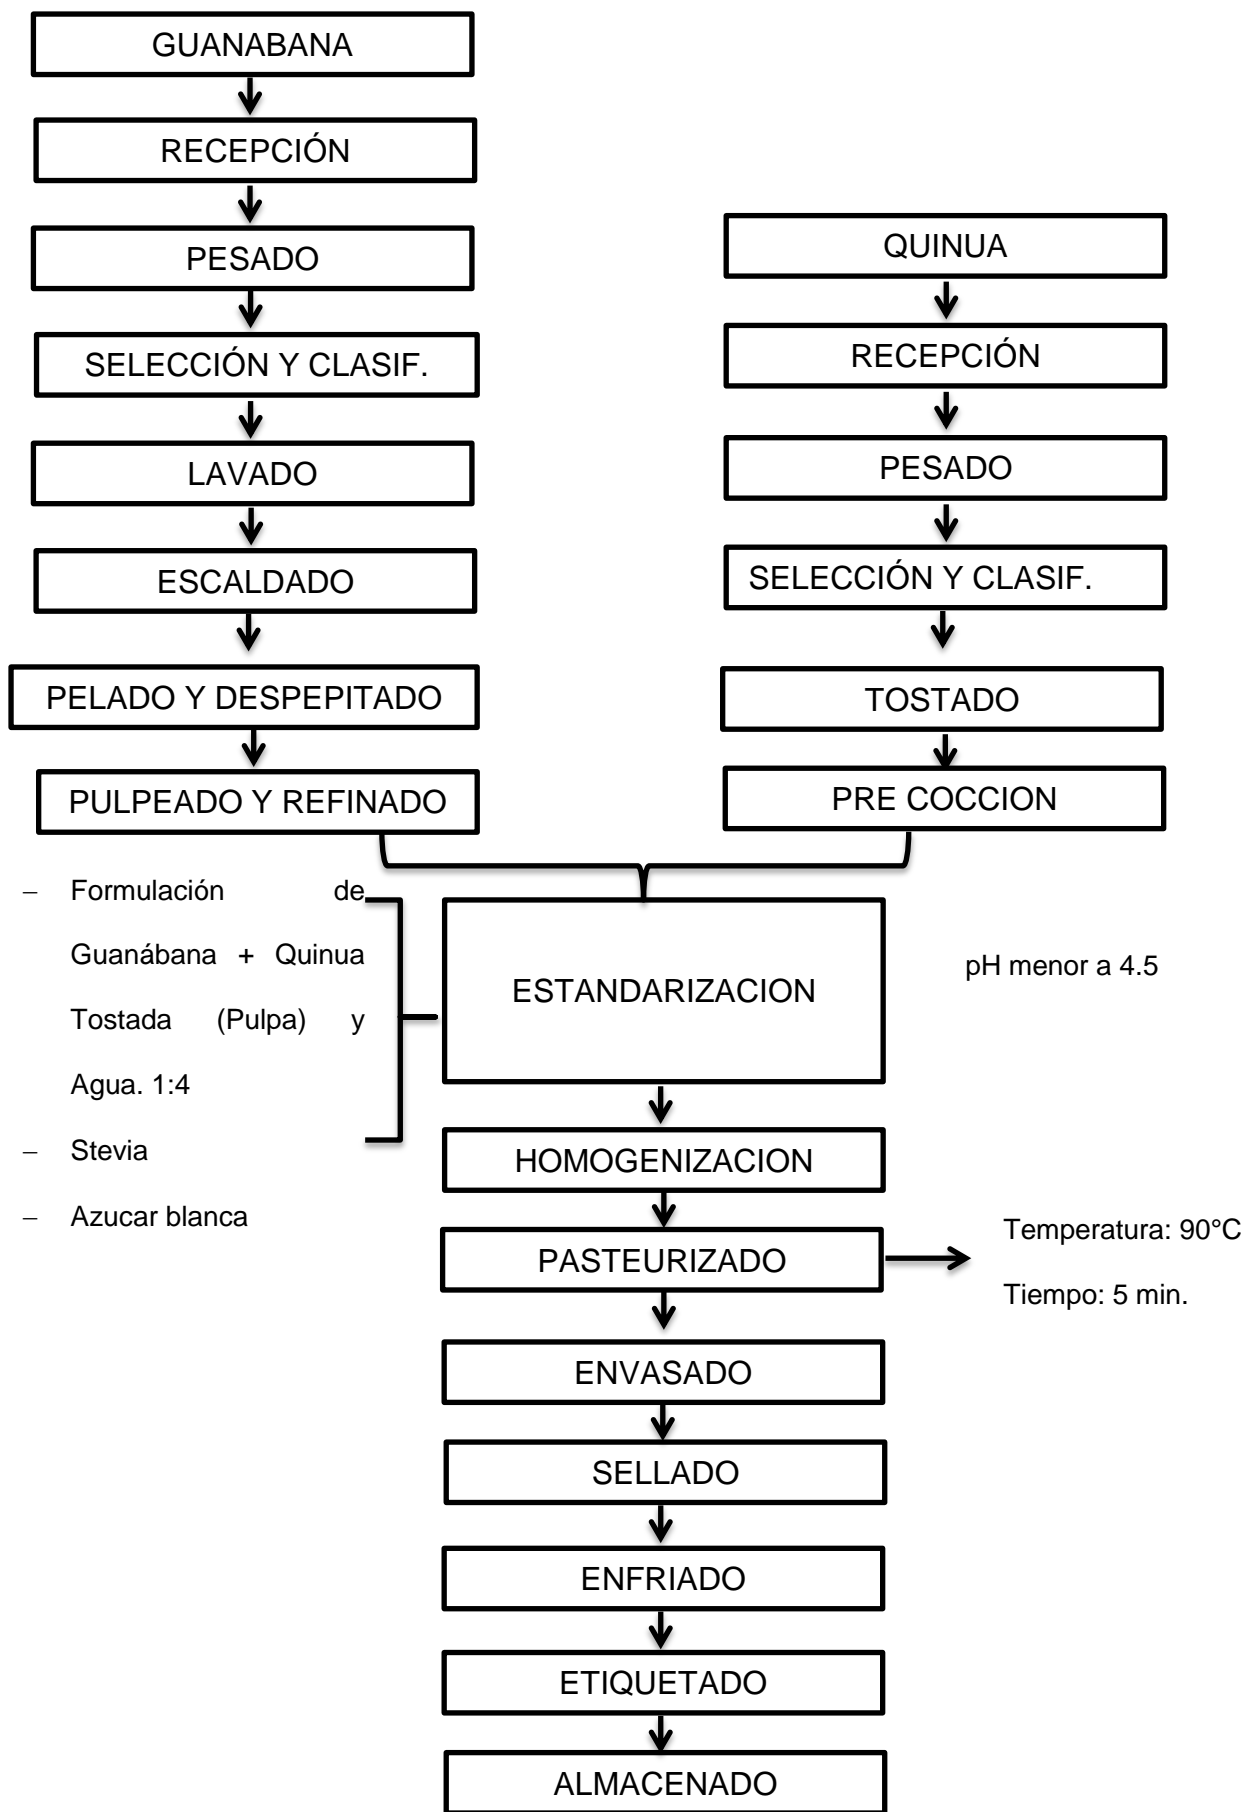 GUANABANA
RECEPCIÓN
PESADO
SELECCIÓN Y CLASIF.
LAVADO
ESCALDADO
PELADO Y DESPEPITADO
PULPEADO Y REFINADO
QUINUA
RECEPCIÓN
PESADO
SELECCIÓN Y CLASIF.
TOSTADO
PRE COCCION
– Formulación de
Guanábana + Quinua
Tostada (Pulpa) y
Agua. 1:4
– Stevia
– Azucar blanca
ESTANDARIZACION
pH menor a 4.5
HOMOGENIZACION
PASTEURIZADO
Temperatura: 90°C
Tiempo: 5 min.
ENVASADO
SELLADO
ENFRIADO
ETIQUETADO
ALMACENADO